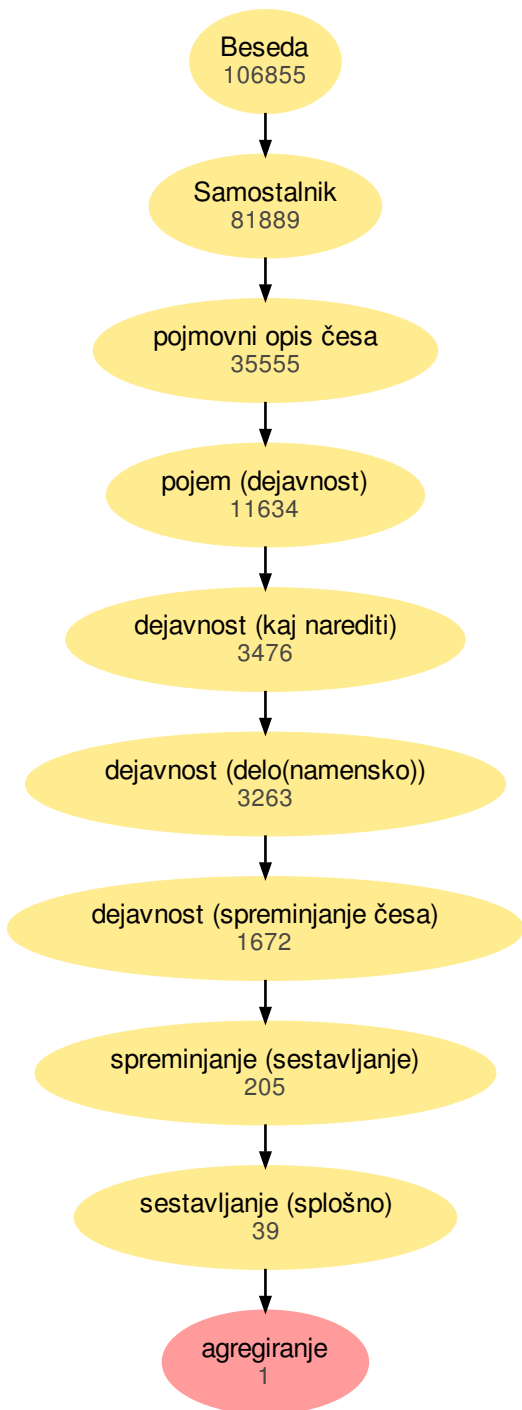 Beseda
106855
Samostalnik
81889
pojmovni opis česa
35555
pojem (dejavnost)
11634
dejavnost (kaj narediti)
3476
dejavnost (delo(namensko))
3263
dejavnost (spreminjanje česa)
1672
spreminjanje (sestavljanje)
205
sestavljanje (splošno)
39
agregiranje
1